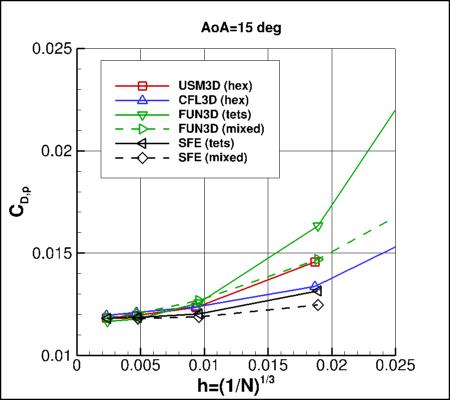 AoA=15 deg
0.025
USM3D (hex)
CFL3D (hex)
FUN3D (tets)
FUN3D (mixed)
SFE (tets)
SFE (mixed)
0.02
C_D,p
0.015
0.01
0 0.005 0.01 0.015 0.02 0.025
h=(1/N)^1/3